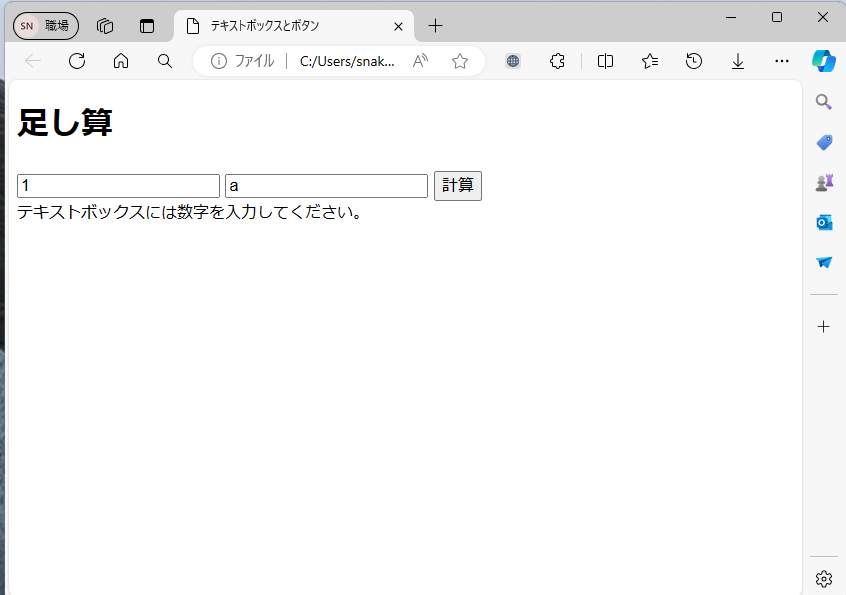 SN 職場 テキストボックスとボタン
ファイル C:/Users/snak...
足し算
1 a 計算
テキストボックスには数字を入力してください。